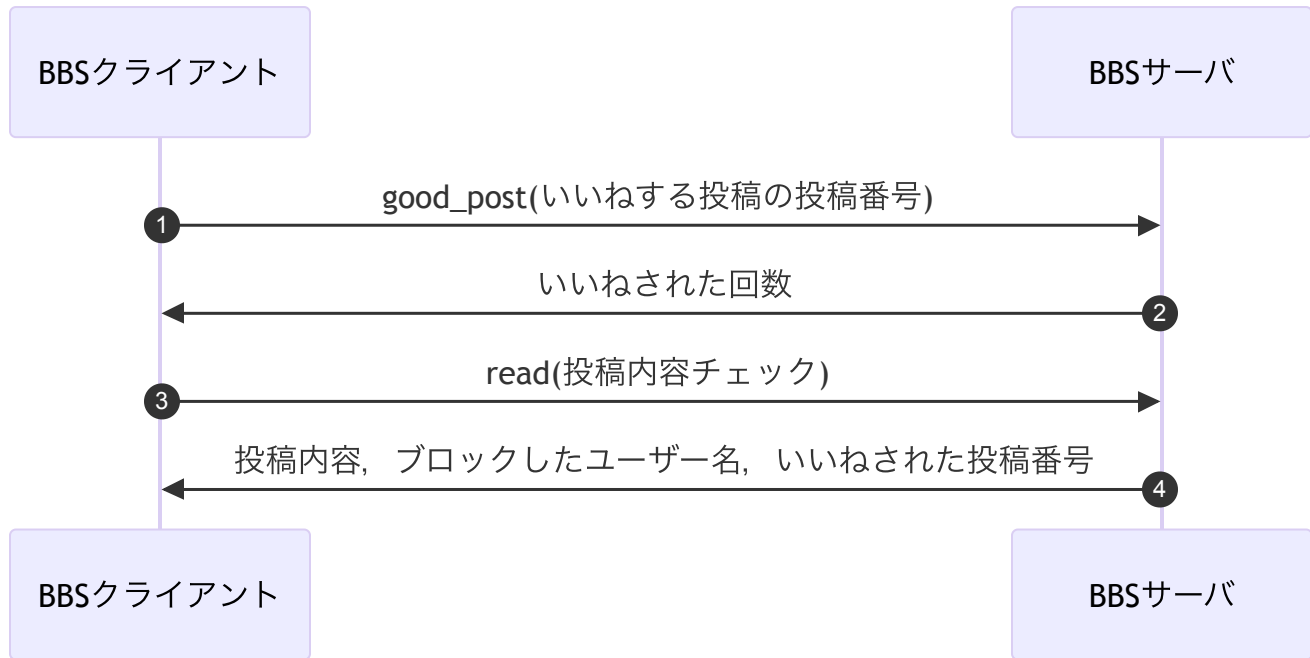 BBSクライアント
BBSサーバ
good_post(いいねする投稿の投稿番号)
1
いいねされた回数
2
read(投稿内容チェック)
3
投稿内容，ブロックしたユーザー名，いいねされた投稿番号
4
BBSクライアント
BBSサーバ